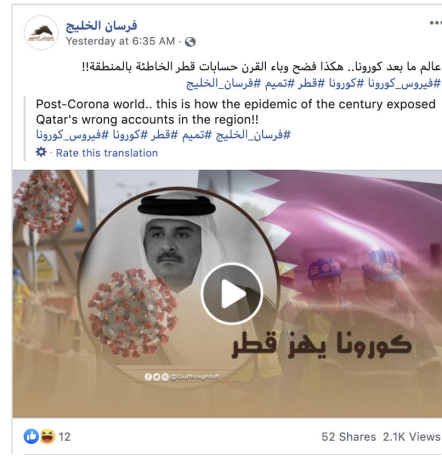 فرسان الخليج
Yesterday at 6:35 AM ·
عالم ما بعد كورونا.. هكذا فضح وباء القرن حسابات قطر الخاطئة بالمنطقة!!
#فيروس_كورونا #كورونا #قطر #تميم #فرسان_الخليج
Post-Corona world.. this is how the epidemic of the century exposed
Qatar's wrong accounts in the region!!
#فرسان_الخليج #تميم #قطر #كورونا #فيروس_كورونا
· Rate this translation
كورونا يهز قطر
@Gulfknightsoff
12
52 Shares 2.1K Views